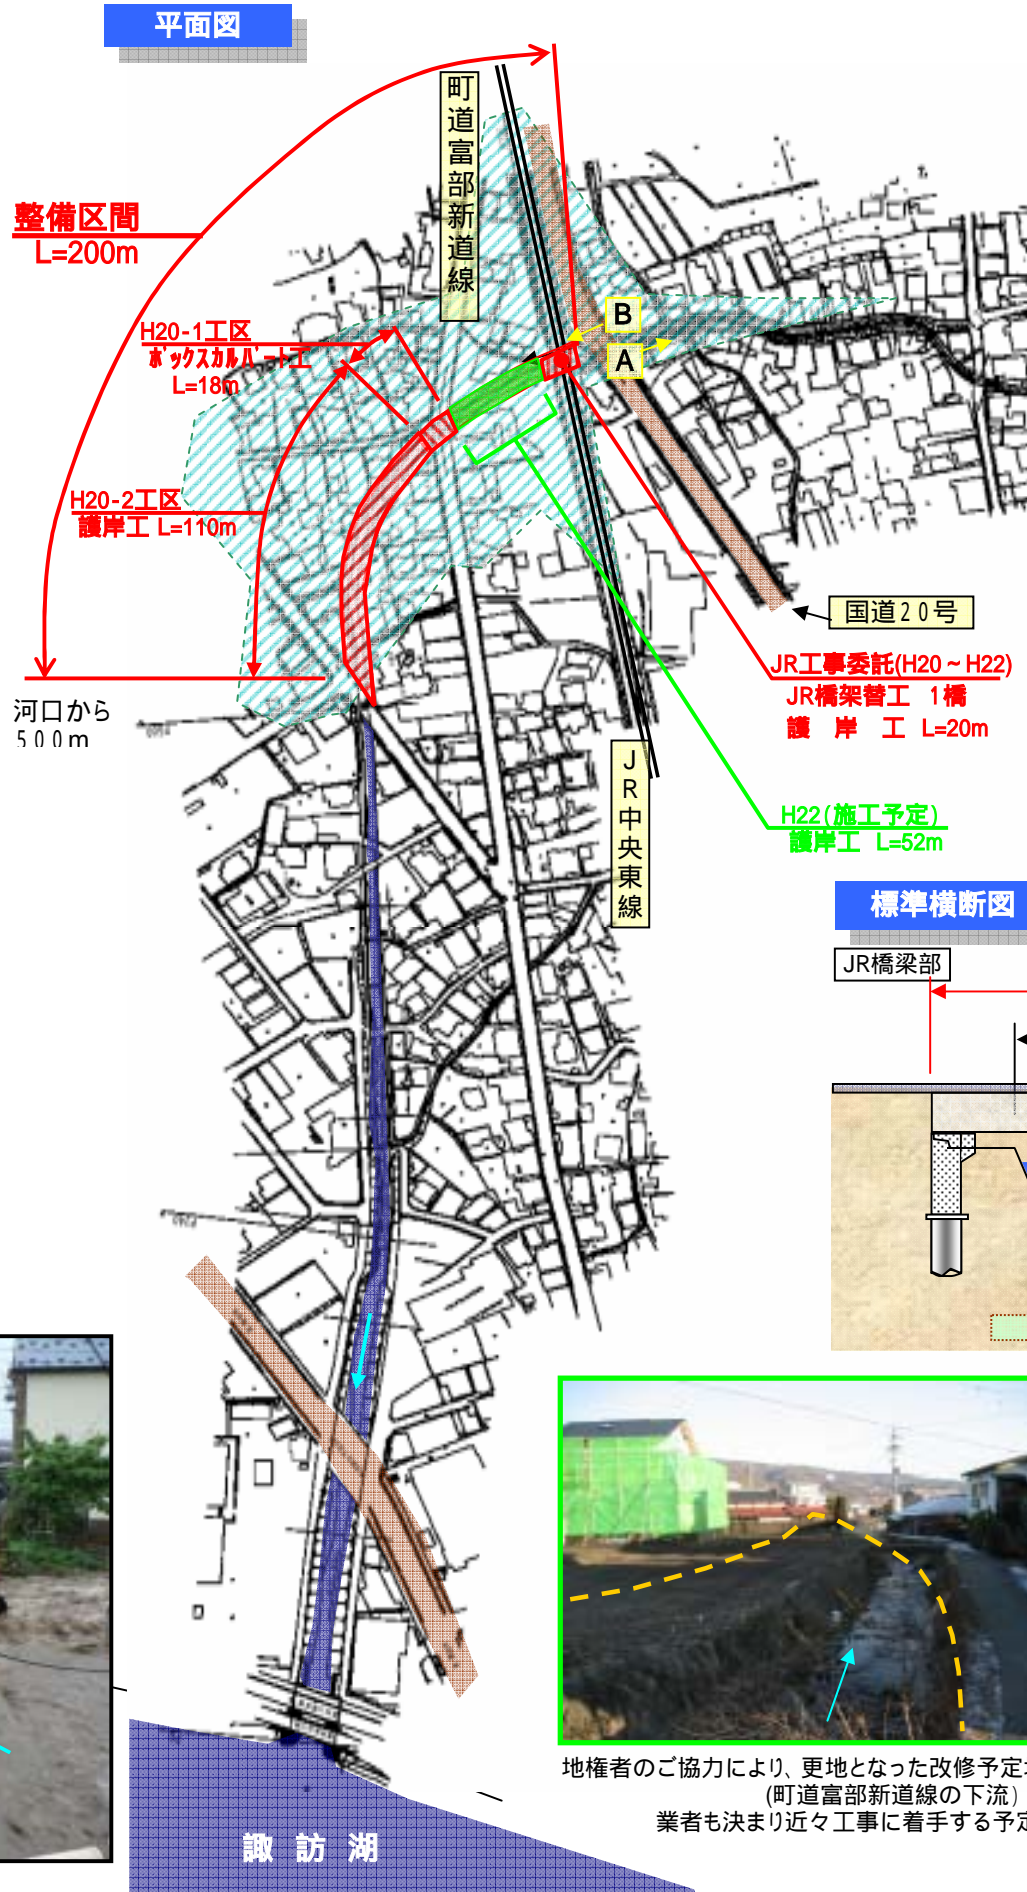 平面図
町道富部新道線
整備区間
L=200m
H20-1工区
ボックスカルバート工
L=18m
B
A
H20-2工区
護岸工 L=110m
国道20号
JR工事委託(H20～H22)
JR橋架替工 1橋
護 岸 工 L=20m
河口から
500m
JR中央東線
H22(施工予定)
護岸工 L=52m
標準横断図
JR橋梁部
地権者のご協力により、更地となった改修予定
(町道富部新道線の下流)
業者も決まり近々工事に着手する予定
諏訪湖